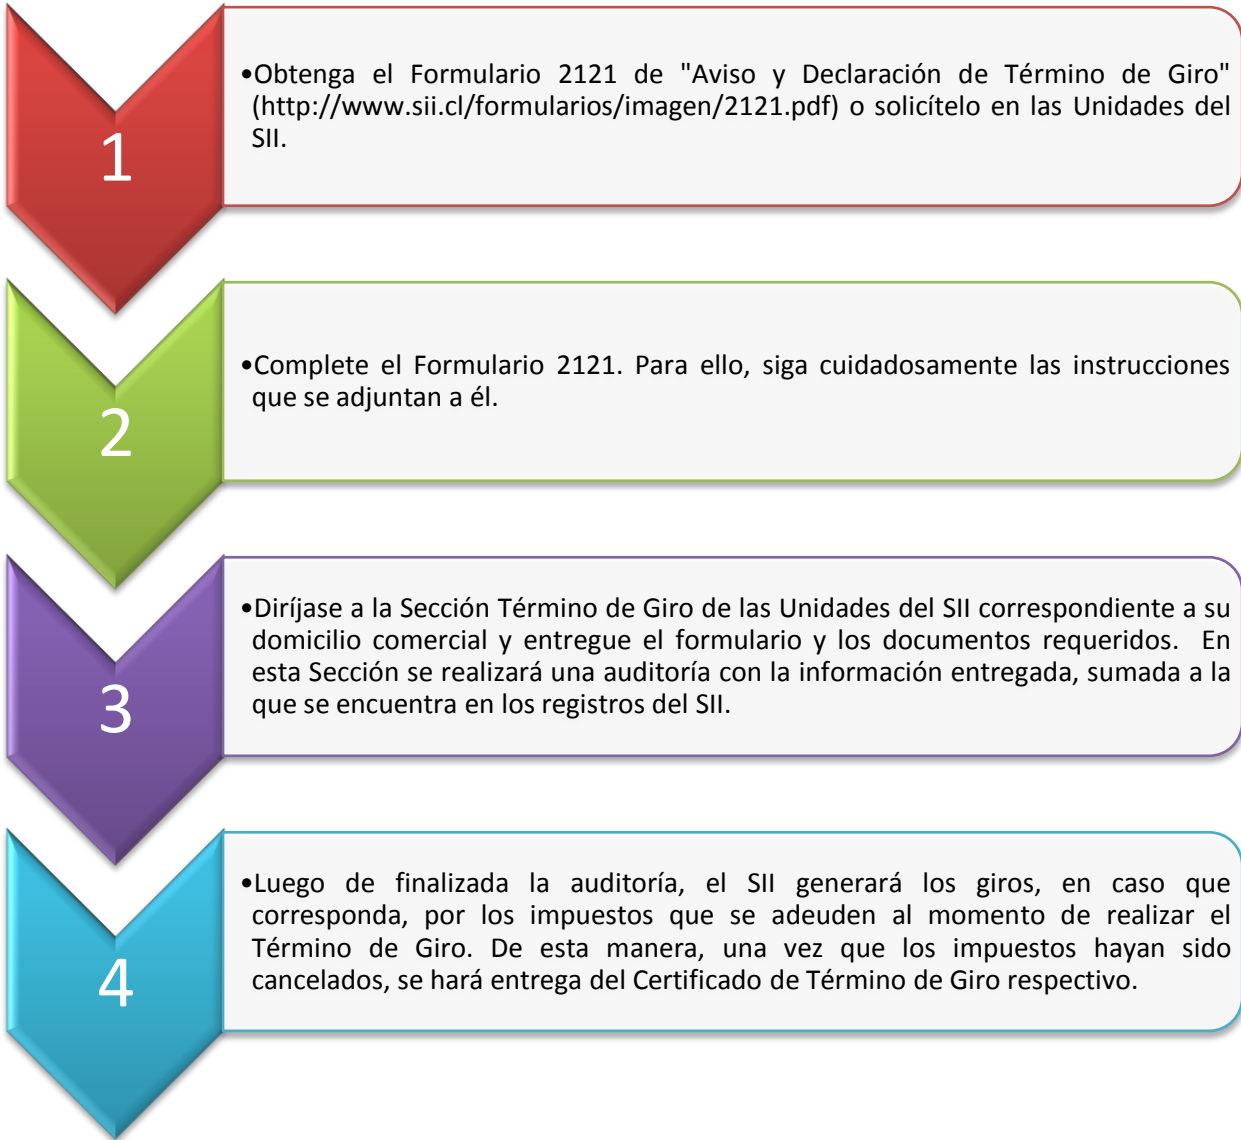 1
•Obtenga el Formulario 2121 de "Aviso y Declaración de Término de Giro"
(http://www.sii.cl/formularios/imagen/2121.pdf) o solicítelo en las Unidades del
SII.
2
•Complete el Formulario 2121. Para ello, siga cuidadosamente las instrucciones
que se adjuntan a él.
3
•Diríjase a la Sección Término de Giro de las Unidades del SII correspondiente a su
domicilio comercial y entregue el formulario y los documentos requeridos. En
esta Sección se realizará una auditoría con la información entregada, sumada a la
que se encuentra en los registros del SII.
4
•Luego de finalizada la auditoría, el SII generará los giros, en caso que
corresponda, por los impuestos que se adeuden al momento de realizar el
Término de Giro. De esta manera, una vez que los impuestos hayan sido
cancelados, se hará entrega del Certificado de Término de Giro respectivo.